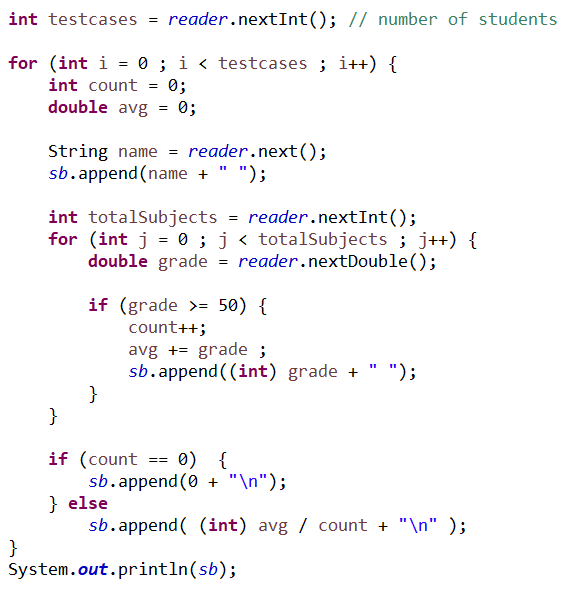 int testcases = reader.nextInt(); // number of students
for (int i = 0 ; i < testcases ; i++) {
int count = 0;
double avg = 0;
String name = reader.next();
sb.append(name + " ");
int totalSubjects = reader.nextInt();
for (int j = 0 ; j < totalSubjects ; j++) {
double grade = reader.nextDouble();
if (grade >= 50) {
count++;
avg += grade ;
sb.append((int) grade + " ");
}
}
if (count == 0)  {
sb.append(0 + "\n");
} else
sb.append( (int) avg / count + "\n" );
}
System.out.println(sb);